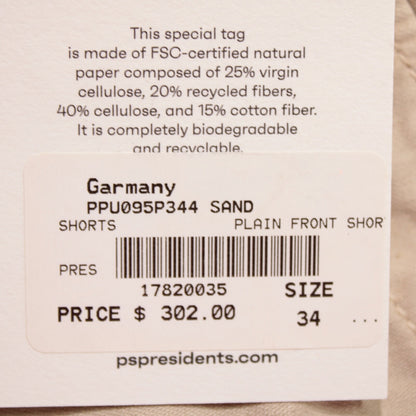 This special tag
is made of FSC-certified natural
paper composed of 25% virgin
cellulose, 20% recycled fibers,
40% cellulose, and 15% cotton fiber.
It is completely biodegradable
and recyclable.
Garmany
PPU095P344 SAND
SHORTS PLAIN FRONT SHOR
PRES
17820035 SIZE
PRICE $ 302.00 34 ...
pspresidents.com